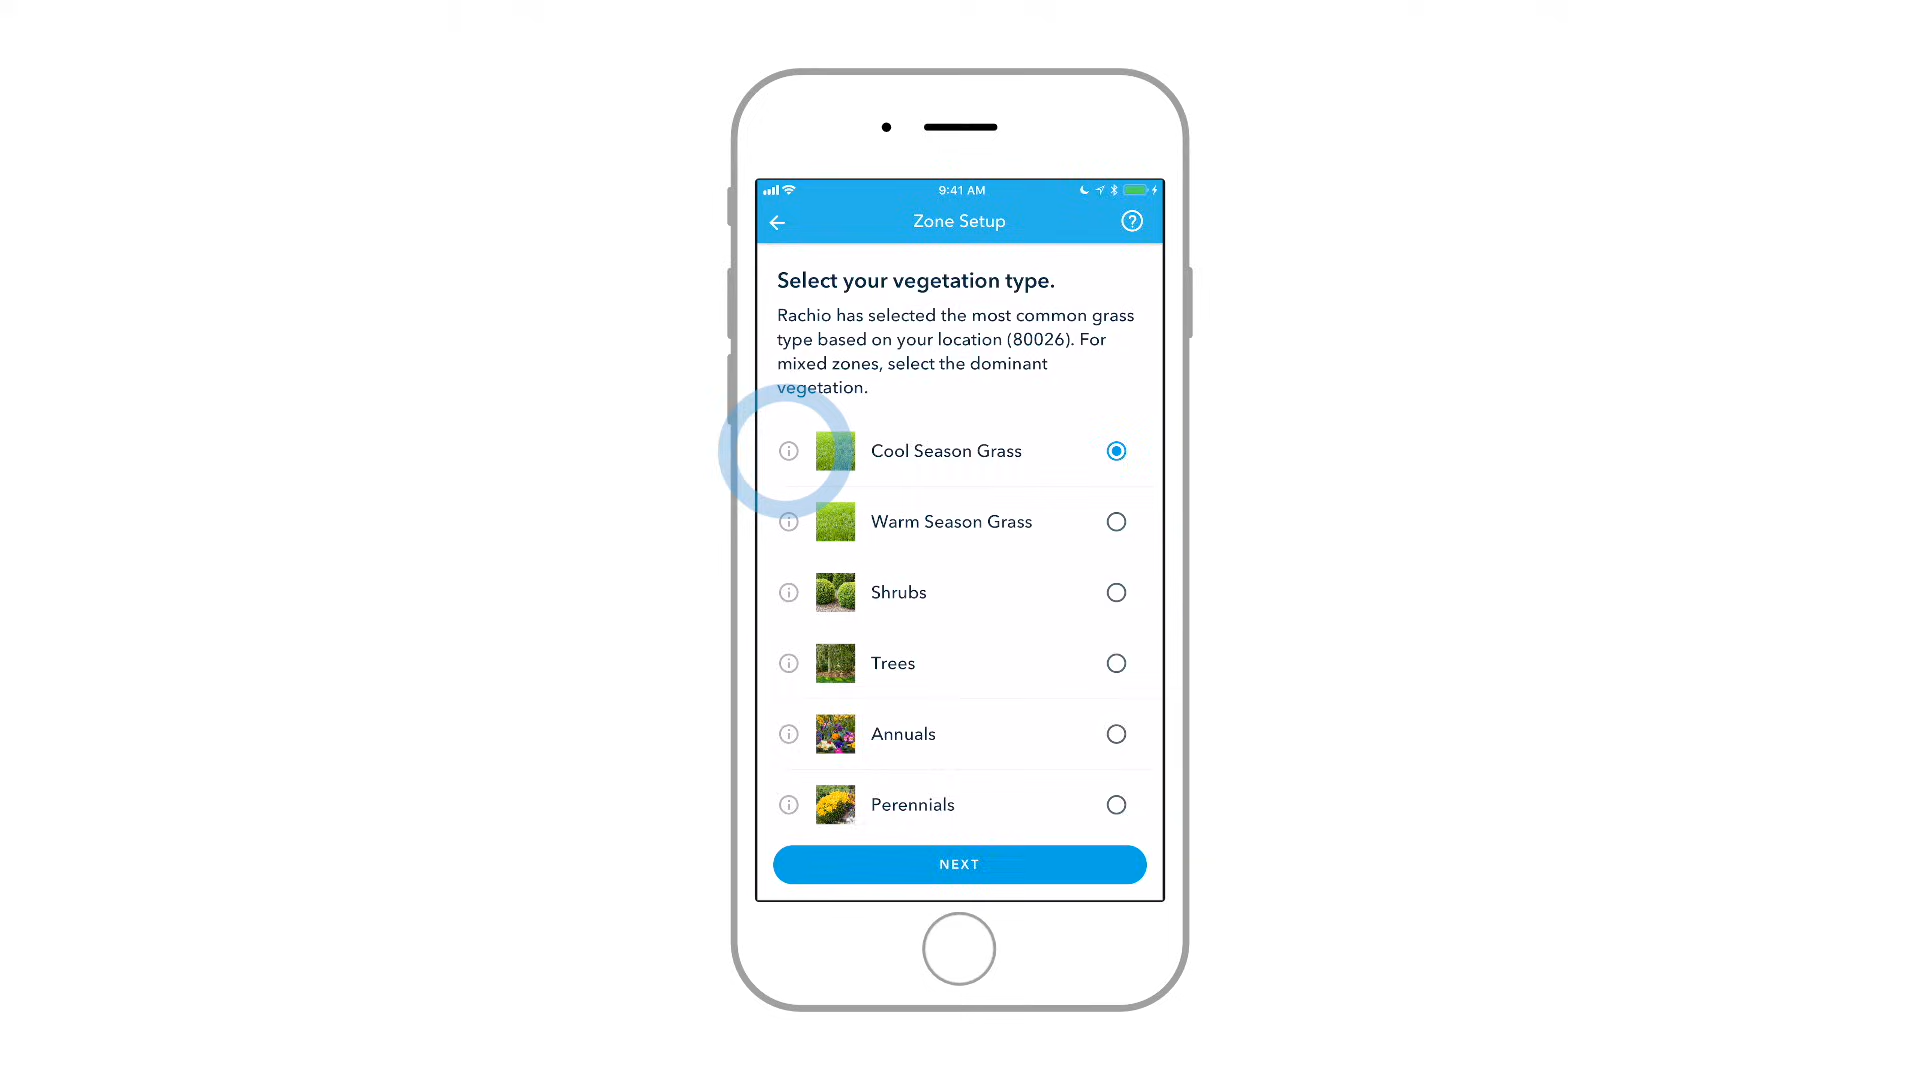 9:41 AM
Zone Setup
Select your vegetation type.
Rachio has selected the most common grass
type based on your location (80026). For
mixed zones, select the dominant
vegetation.
Cool Season Grass
Warm Season Grass
Shrubs
Trees
Annuals
Perennials
NEXT